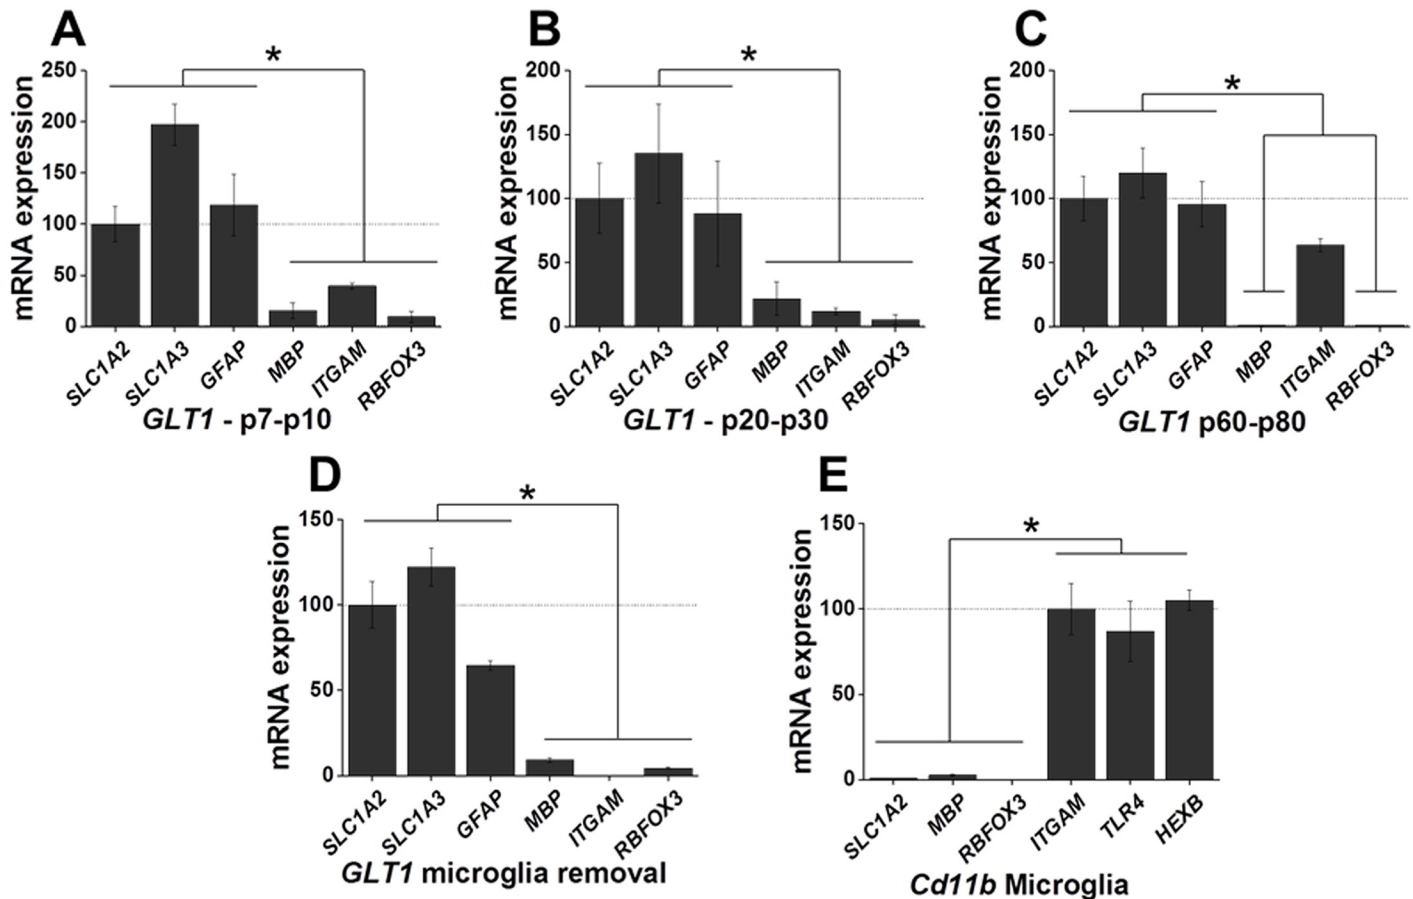 A
mRNA expression
250
200
150
100
50
0
*
SLC1A2
SLC1A3
GFAP
MBP
ITGAM
RBFOX3
GLT1 - p7-p10
B
mRNA expression
200
150
100
50
0
*
SLC1A2
SLC1A3
GFAP
MBP
ITGAM
RBFOX3
GLT1 - p20-p30
C
mRNA expression
200
150
100
50
0
*
SLC1A2
SLC1A3
GFAP
MBP
ITGAM
RBFOX3
GLT1 p60-p80
D
mRNA expression
150
100
50
0
*
SLC1A2
SLC1A3
GFAP
MBP
ITGAM
RBFOX3
GLT1 microglia removal
E
mRNA expression
150
100
50
0
*
SLC1A2
MBP
RBFOX3
ITGAM
TLR4
HEXB
Cd11b Microglia